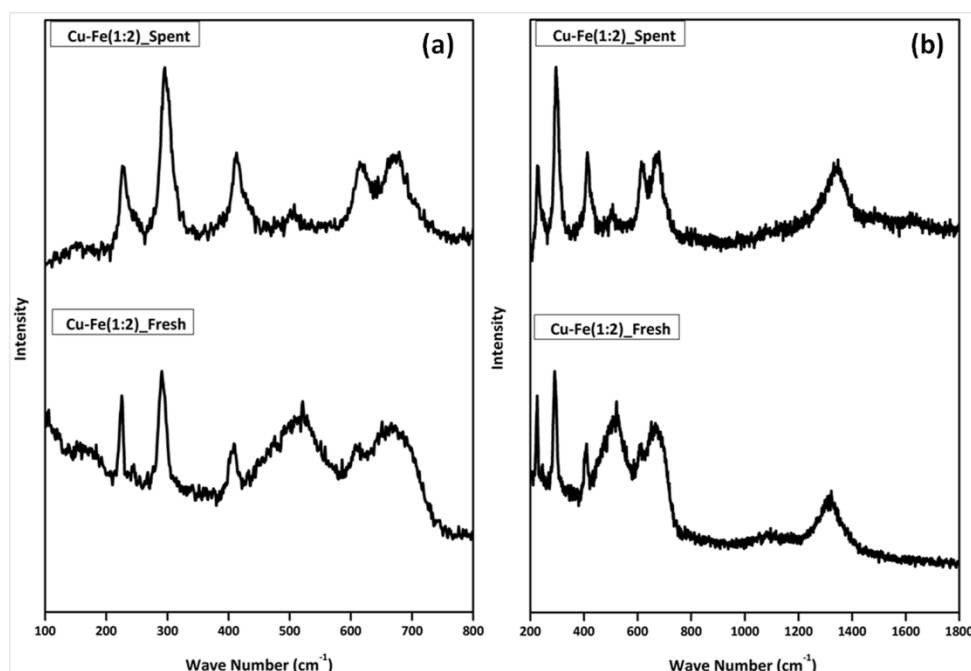 Cu-Fe(1:2)_Spent
(a)
Cu-Fe(1:2)_Fresh
Intensity
100 200 300 400 500 600 700 800
Wave Number (cm⁻¹)
Cu-Fe(1:2)_Spent
(b)
Cu-Fe(1:2)_Fresh
Intensity
200 400 600 800 1000 1200 1400 1600 1800
Wave Number (cm⁻¹)